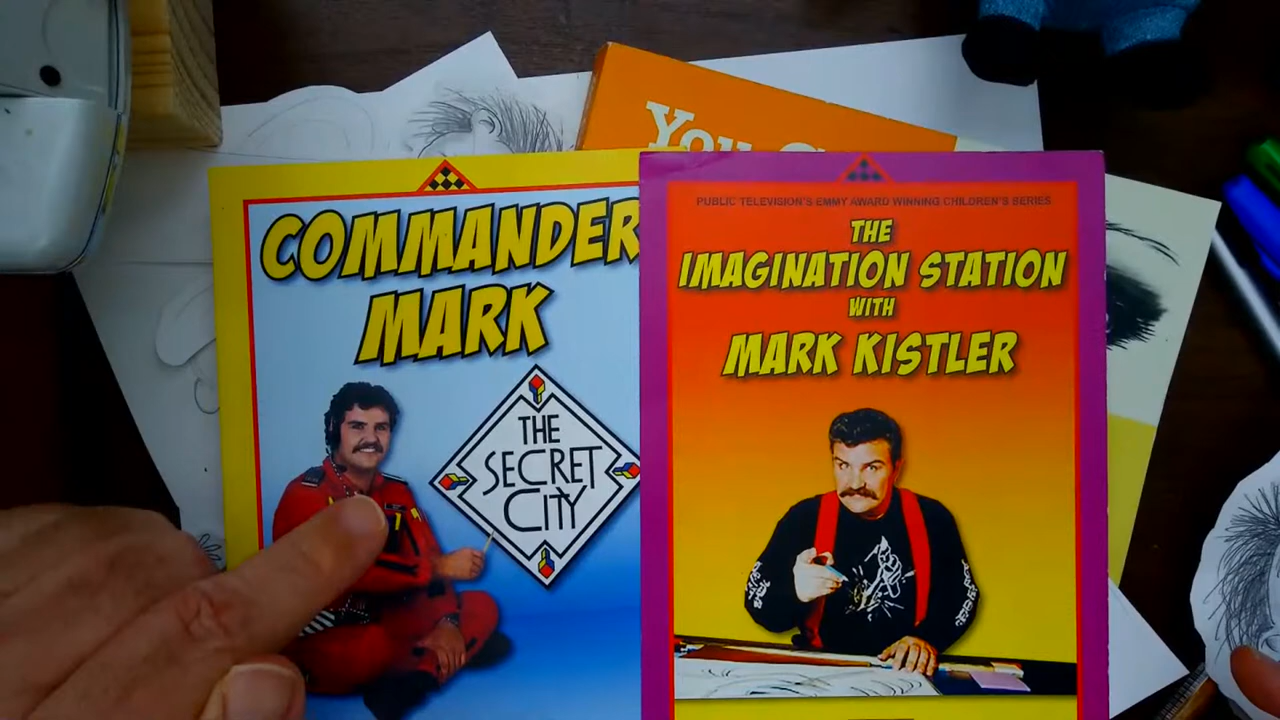 You
COMMANDER
MARK
THE
SECRET
CITY
PUBLIC TELEVISION'S EMMY AWARD WINNING CHILDREN'S SERIES
THE
IMAGINATION STATION
WITH
MARK KISTLER